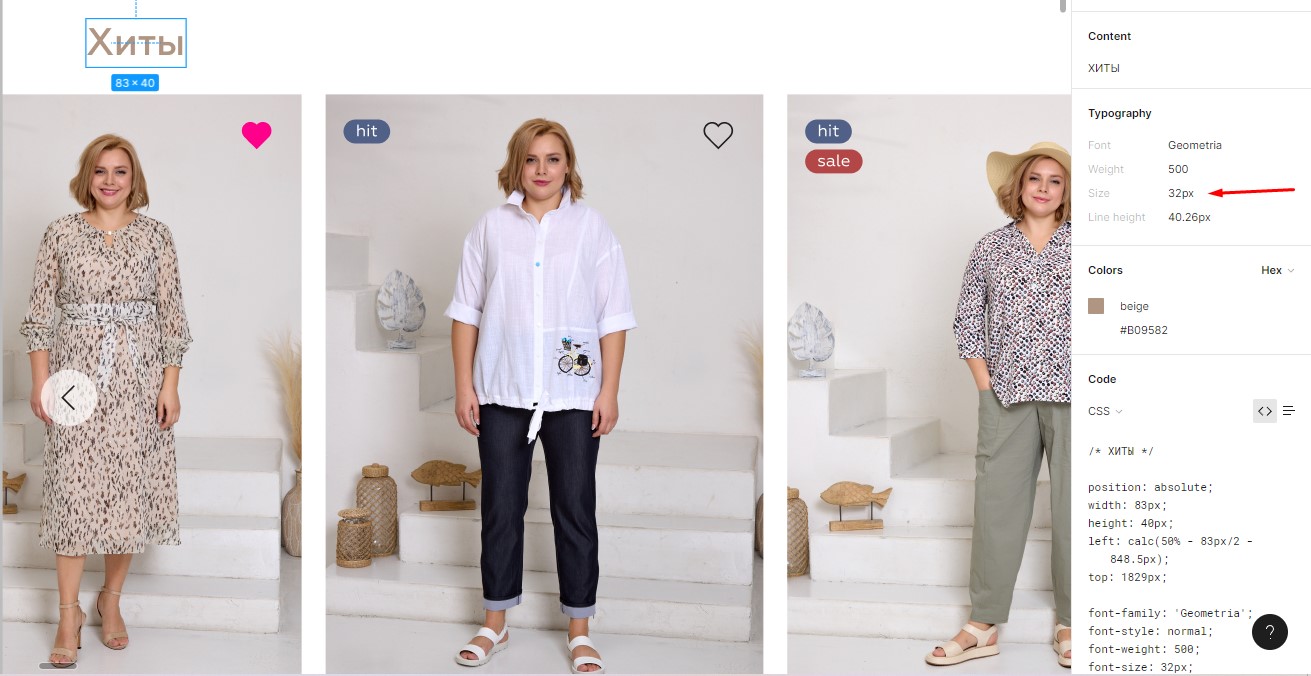 Хиты
83 × 40
hit
hit
sale
Content
ХИТЫ
Typography
Font Geometria
Weight 500
Size 32px
Line height 40.26px
Colors Hex
beige
#B09582
Code
CSS
/* ХИТЫ */
position: absolute;
width: 83px;
height: 40px;
left: calc(50% - 83px/2 -
848.5px);
top: 1829px;
font-family: 'Geometria';
font-style: normal;
font-weight: 500;
font-size: 32px;
?